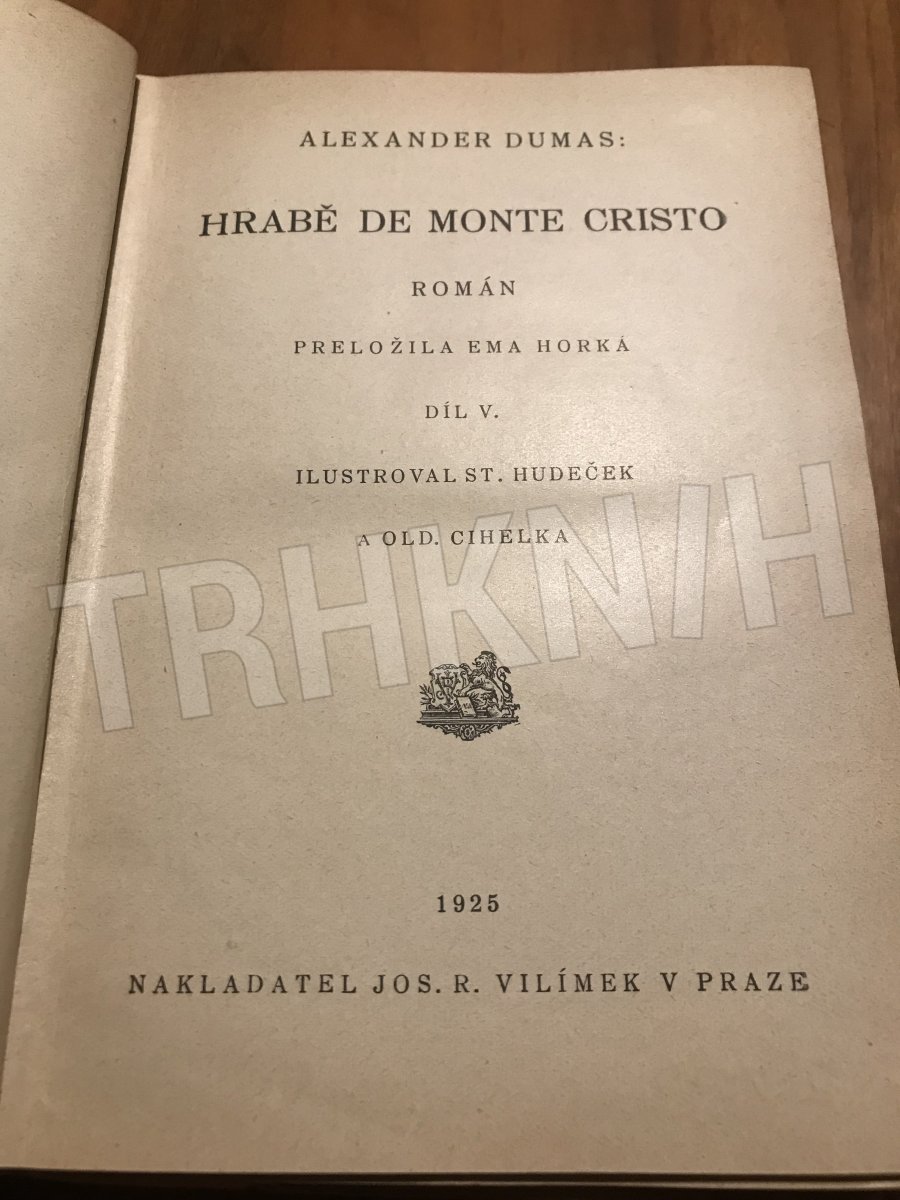 ALEXANDER DUMAS:
HRABĚ DE MONTE CRISTO
ROMÁN
PRELOŽILA EMA HORKÁ
DÍL V.
ILUSTROVAL ST. HUDEČEK
A OLD. CIHELKA
TRHKNIH
1925
NAKLADATEL JOS. R. VILÍMEK V PRAZE